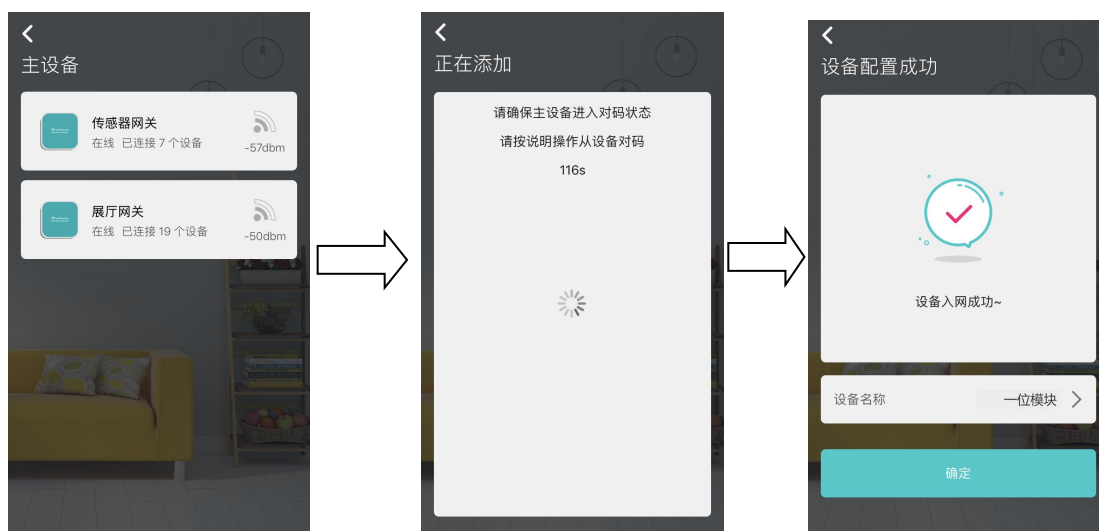 主设备
传感器网关
在线 已连接 7 个设备
-57dbm
展厅网关
在线 已连接 19 个设备
-50dbm
正在添加
请确保主设备进入对码状态
请按说明操作从设备对码
116s
设备配置成功
设备入网成功~
设备名称
一位模块
确定